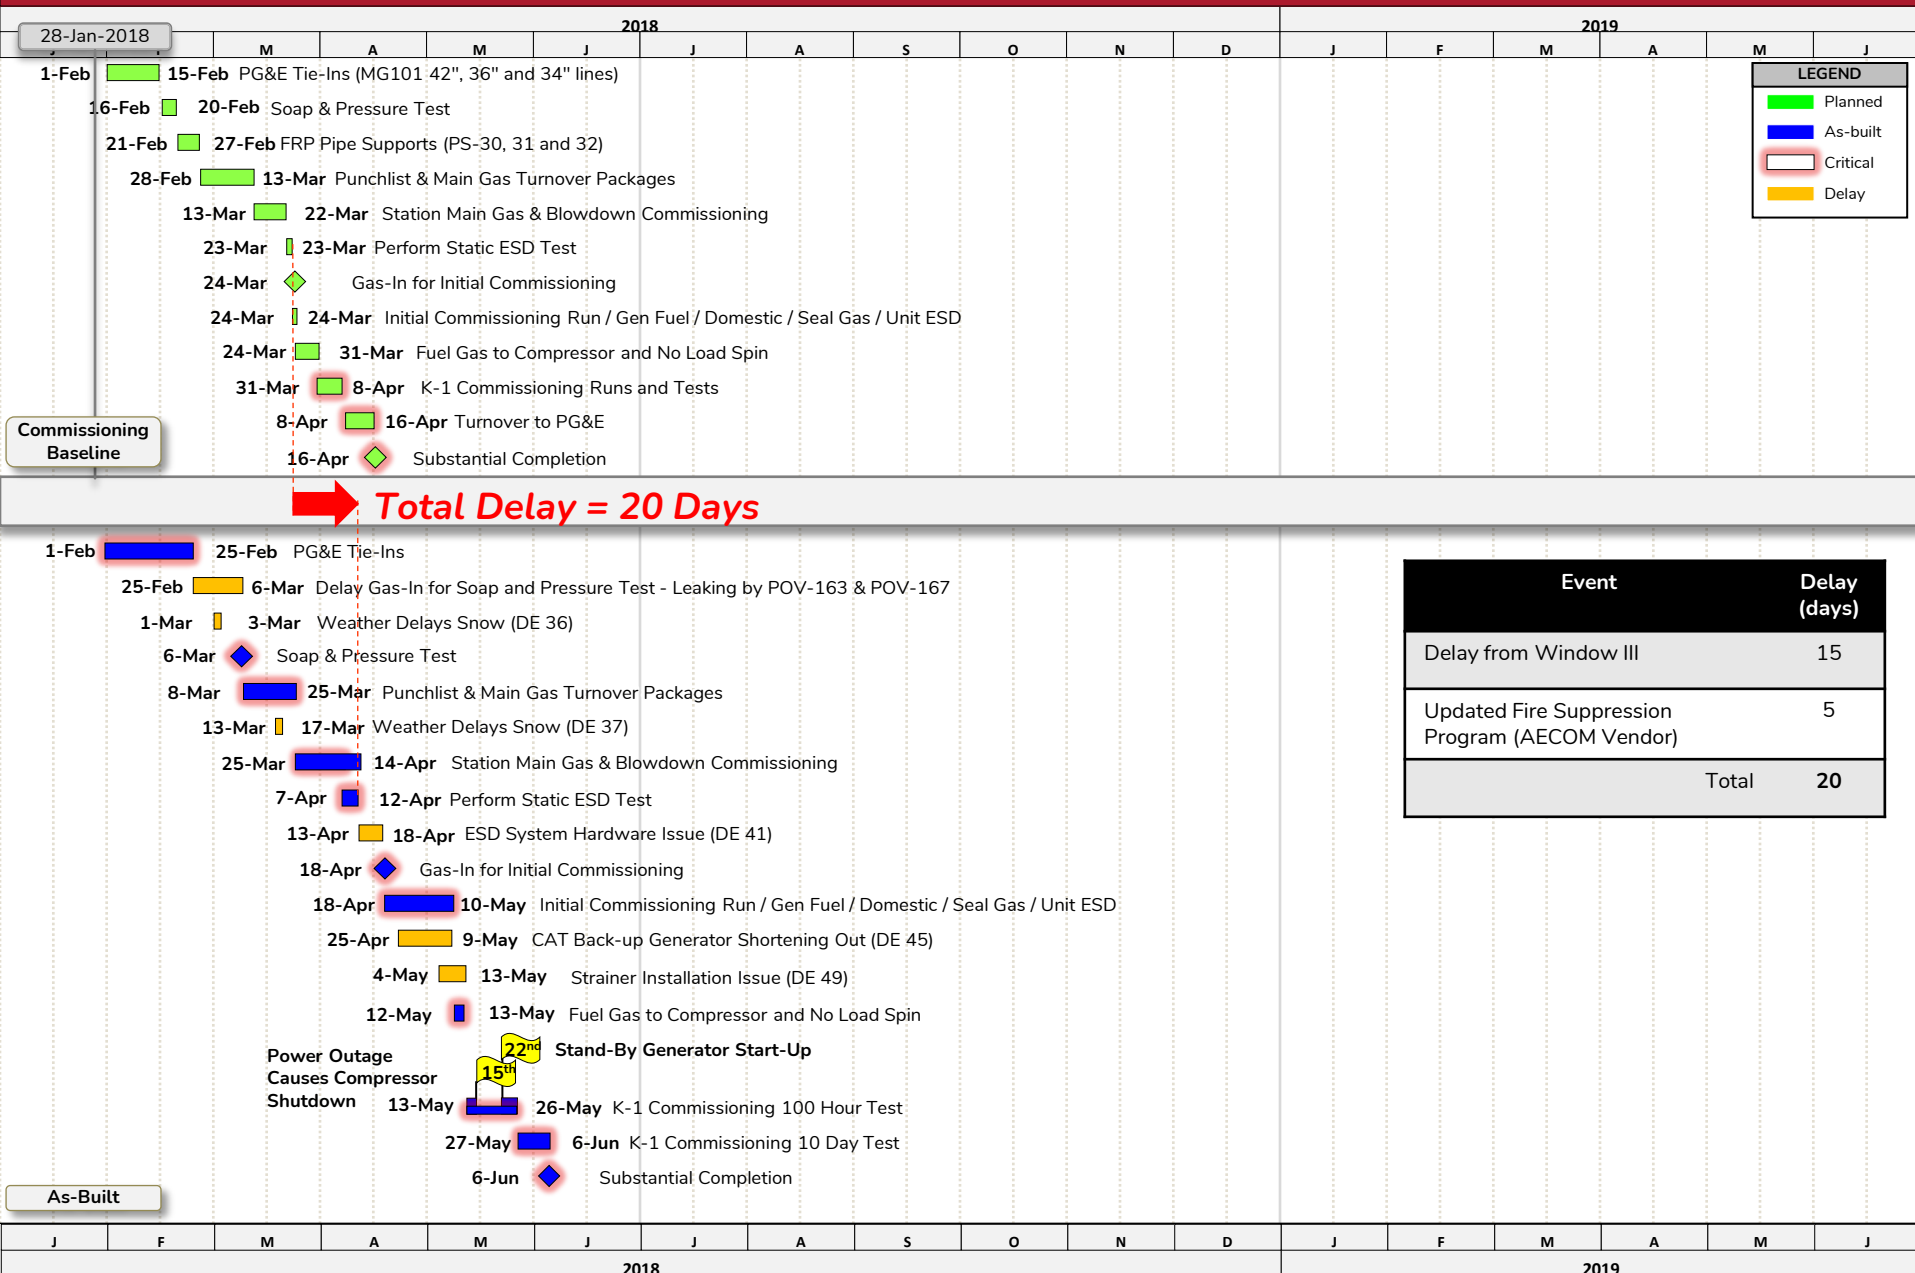 2018
2019
28-Jan-2018
J
M
A
M
J
J
A
S
O
N
D
J
F
M
A
M
J
1-Feb 15-Feb PG&E Tie-Ins (MG101 42", 36" and 34" lines)
16-Feb 20-Feb Soap & Pressure Test
21-Feb 27-Feb FRP Pipe Supports (PS-30, 31 and 32)
28-Feb 13-Mar Punchlist & Main Gas Turnover Packages
13-Mar 22-Mar Station Main Gas & Blowdown Commissioning
23-Mar 23-Mar Perform Static ESD Test
24-Mar Gas-In for Initial Commissioning
24-Mar 24-Mar Initial Commissioning Run / Gen Fuel / Domestic / Seal Gas / Unit ESD
24-Mar 31-Mar Fuel Gas to Compressor and No Load Spin
31-Mar 8-Apr K-1 Commissioning Runs and Tests
8-Apr 16-Apr Turnover to PG&E
16-Apr Substantial Completion
LEGEND
Planned
As-built
Critical
Delay
Commissioning
Baseline
Total Delay = 20 Days
1-Feb 25-Feb PG&E Tie-Ins
25-Feb 6-Mar Delay Gas-In for Soap and Pressure Test - Leaking by POV-163 & POV-167
1-Mar 3-Mar Weather Delays Snow (DE 36)
6-Mar Soap & Pressure Test
8-Mar 25-Mar Punchlist & Main Gas Turnover Packages
13-Mar 17-Mar Weather Delays Snow (DE 37)
25-Mar 14-Apr Station Main Gas & Blowdown Commissioning
7-Apr 12-Apr Perform Static ESD Test
13-Apr 18-Apr ESD System Hardware Issue (DE 41)
18-Apr Gas-In for Initial Commissioning
18-Apr 10-May Initial Commissioning Run / Gen Fuel / Domestic / Seal Gas / Unit ESD
25-Apr 9-May CAT Back-up Generator Shortening Out (DE 45)
4-May 13-May Strainer Installation Issue (DE 49)
12-May 13-May Fuel Gas to Compressor and No Load Spin
22nd Stand-By Generator Start-Up
15th
Power Outage
Causes Compressor
Shutdown
13-May 26-May K-1 Commissioning 100 Hour Test
27-May 6-Jun K-1 Commissioning 10 Day Test
6-Jun Substantial Completion
As-Built
Event Delay
(days)
Delay from Window III 15
Updated Fire Suppression 5
Program (AECOM Vendor)
Total 20
J
F
M
A
M
J
J
A
S
O
N
D
J
F
M
A
M
J
2018
2019